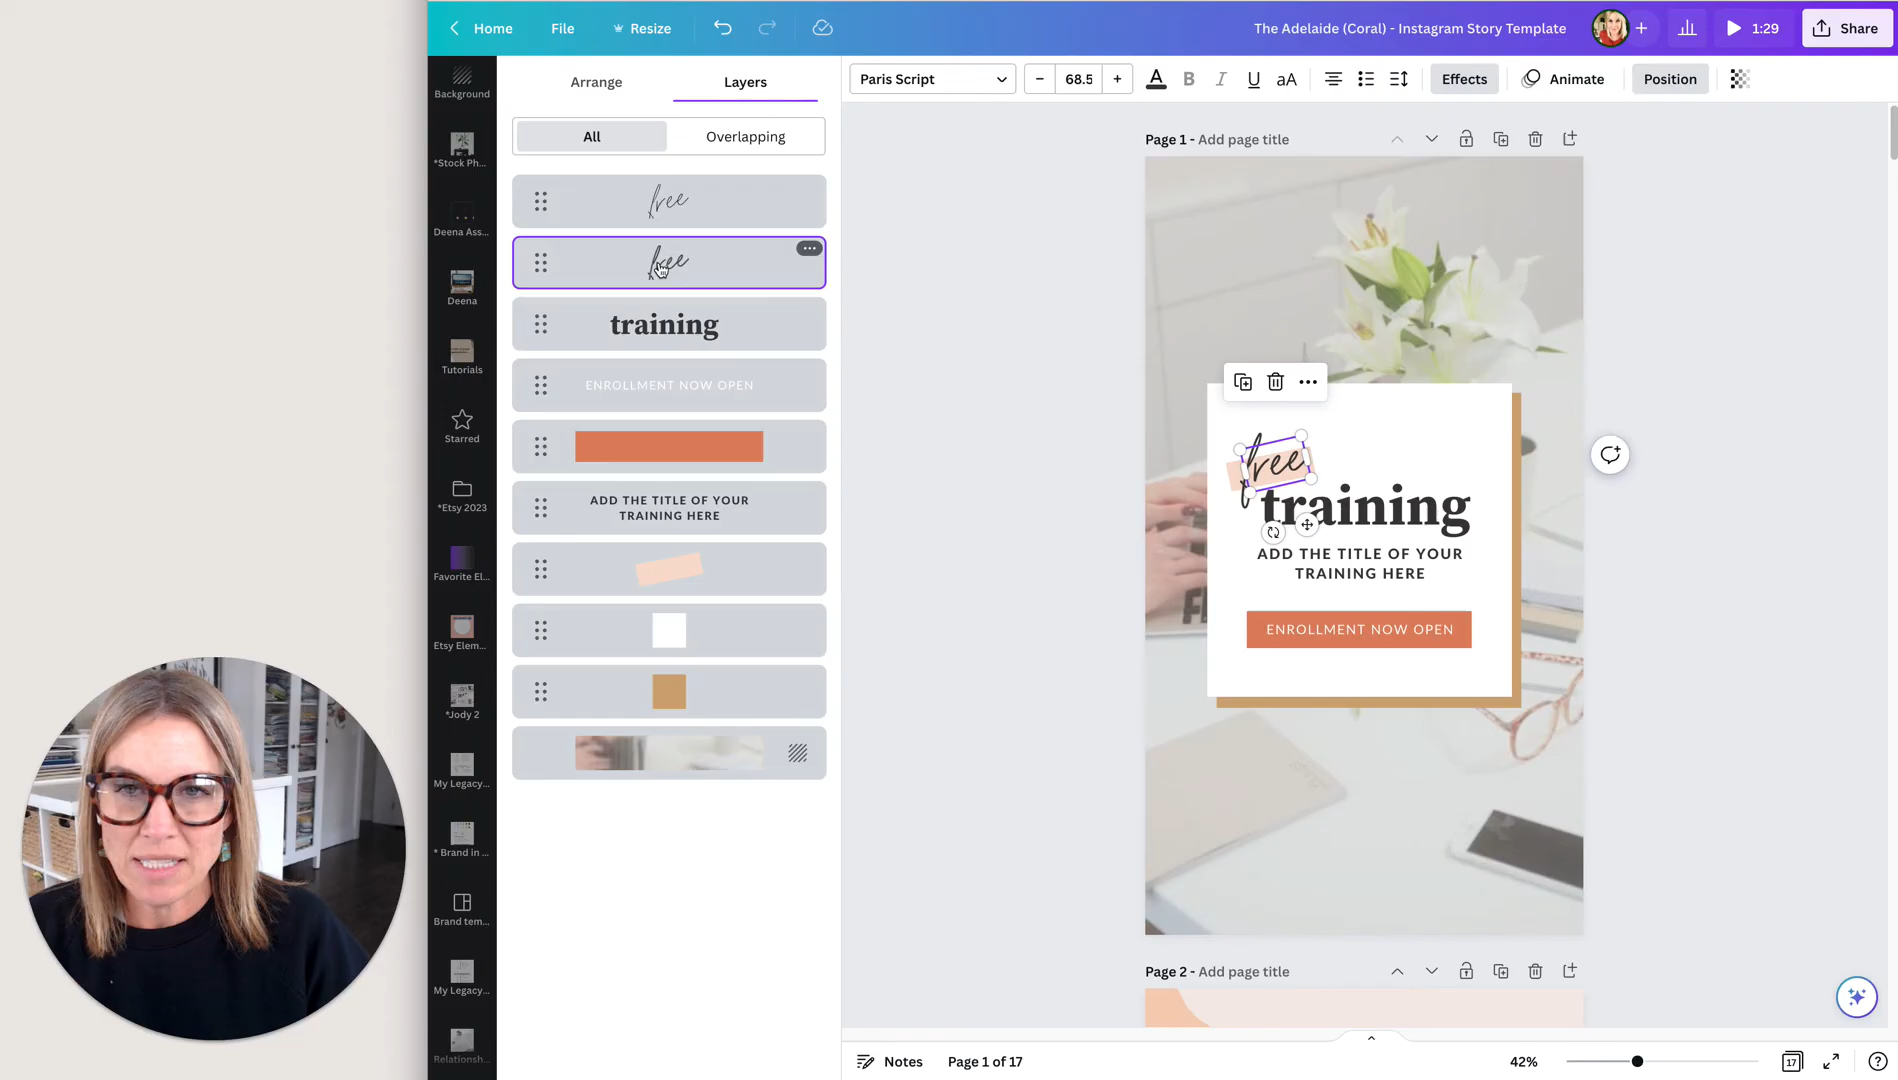 Home File Resize The Adelaide (Coral) - Instagram Story Template 1:29 Share
Background
*Stock Ph...
Deena Ass...
Deena
Tutorials
Starred
*Etsy 2023
Favorite El...
Etsy Elem...
*Jody 2
My Legacy...
* Brand in ...
Brand tem...
My Legacy...
Relationsh...
Arrange Layers
All Overlapping
free
free
training
ENROLLMENT NOW OPEN
ADD THE TITLE OF YOUR
TRAINING HERE
Paris Script 68.5 A B I U aA Effects Animate Position
Page 1 - Add page title
free
training
ADD THE TITLE OF YOUR
TRAINING HERE
ENROLLMENT NOW OPEN
Page 2 - Add page title
Notes Page 1 of 17 42% 17 ?